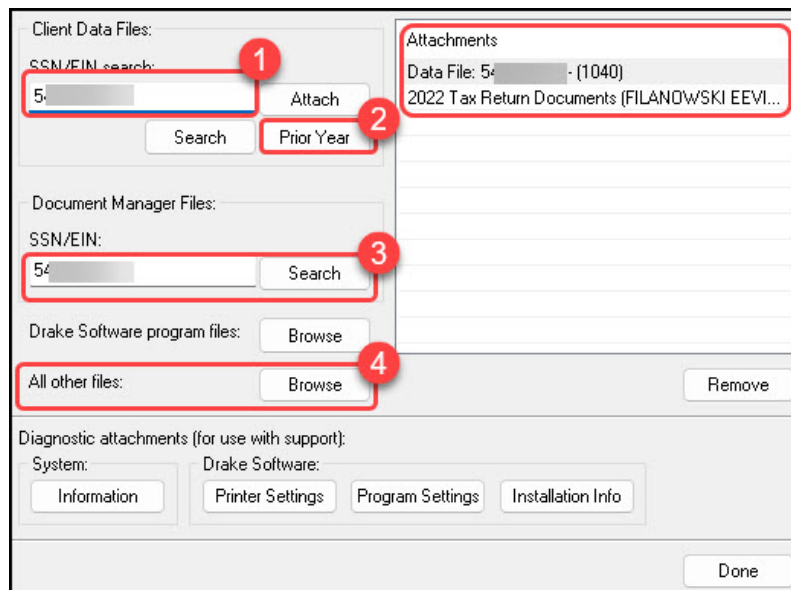 Client Data Files:
SSN/EIN search:
1
54
Attach
2
Search
Prior Year
Document Manager Files:
SSN/EIN:
3
54
Search
Drake Software program files:
Browse
4
All other files:
Browse
Attachments
Data File: 54 - (1040)
2022 Tax Return Documents (FILANOWSKI EEVI...
Remove
Diagnostic attachments (for use with support):
System:
Information
Drake Software:
Printer Settings
Program Settings
Installation Info
Done